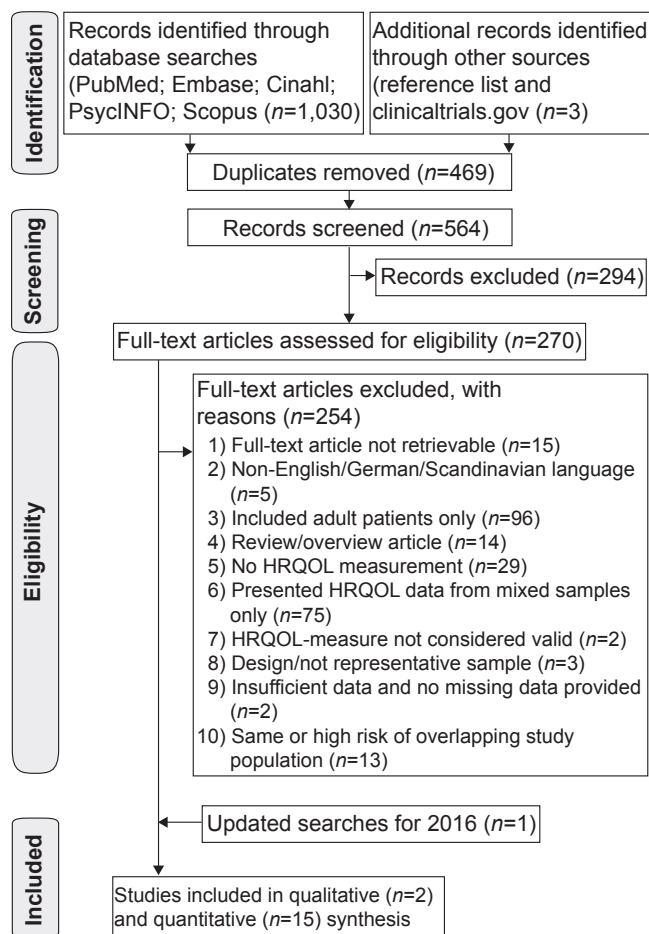 Identification
Records identified through
database searches
(PubMed; Embase; Cinahl;
PsycINFO; Scopus (n=1,030)
Additional records identified
through other sources
(reference list and
clinicaltrials.gov (n=3)
Duplicates removed (n=469)
Screening
Records screened (n=564)
Records excluded (n=294)
Eligibility
Full-text articles assessed for eligibility (n=270)
Full-text articles excluded, with
reasons (n=254)
1) Full-text article not retrievable (n=15)
2) Non-English/German/Scandinavian language
(n=5)
3) Included adult patients only (n=96)
4) Review/overview article (n=14)
5) No HRQOL measurement (n=29)
6) Presented HRQOL data from mixed samples
only (n=75)
7) HRQOL-measure not considered valid (n=2)
8) Design/not representative sample (n=3)
9) Insufficient data and no missing data provided
(n=2)
10) Same or high risk of overlapping study
population (n=13)
Included
Updated searches for 2016 (n=1)
Studies included in qualitative (n=2)
and quantitative (n=15) synthesis